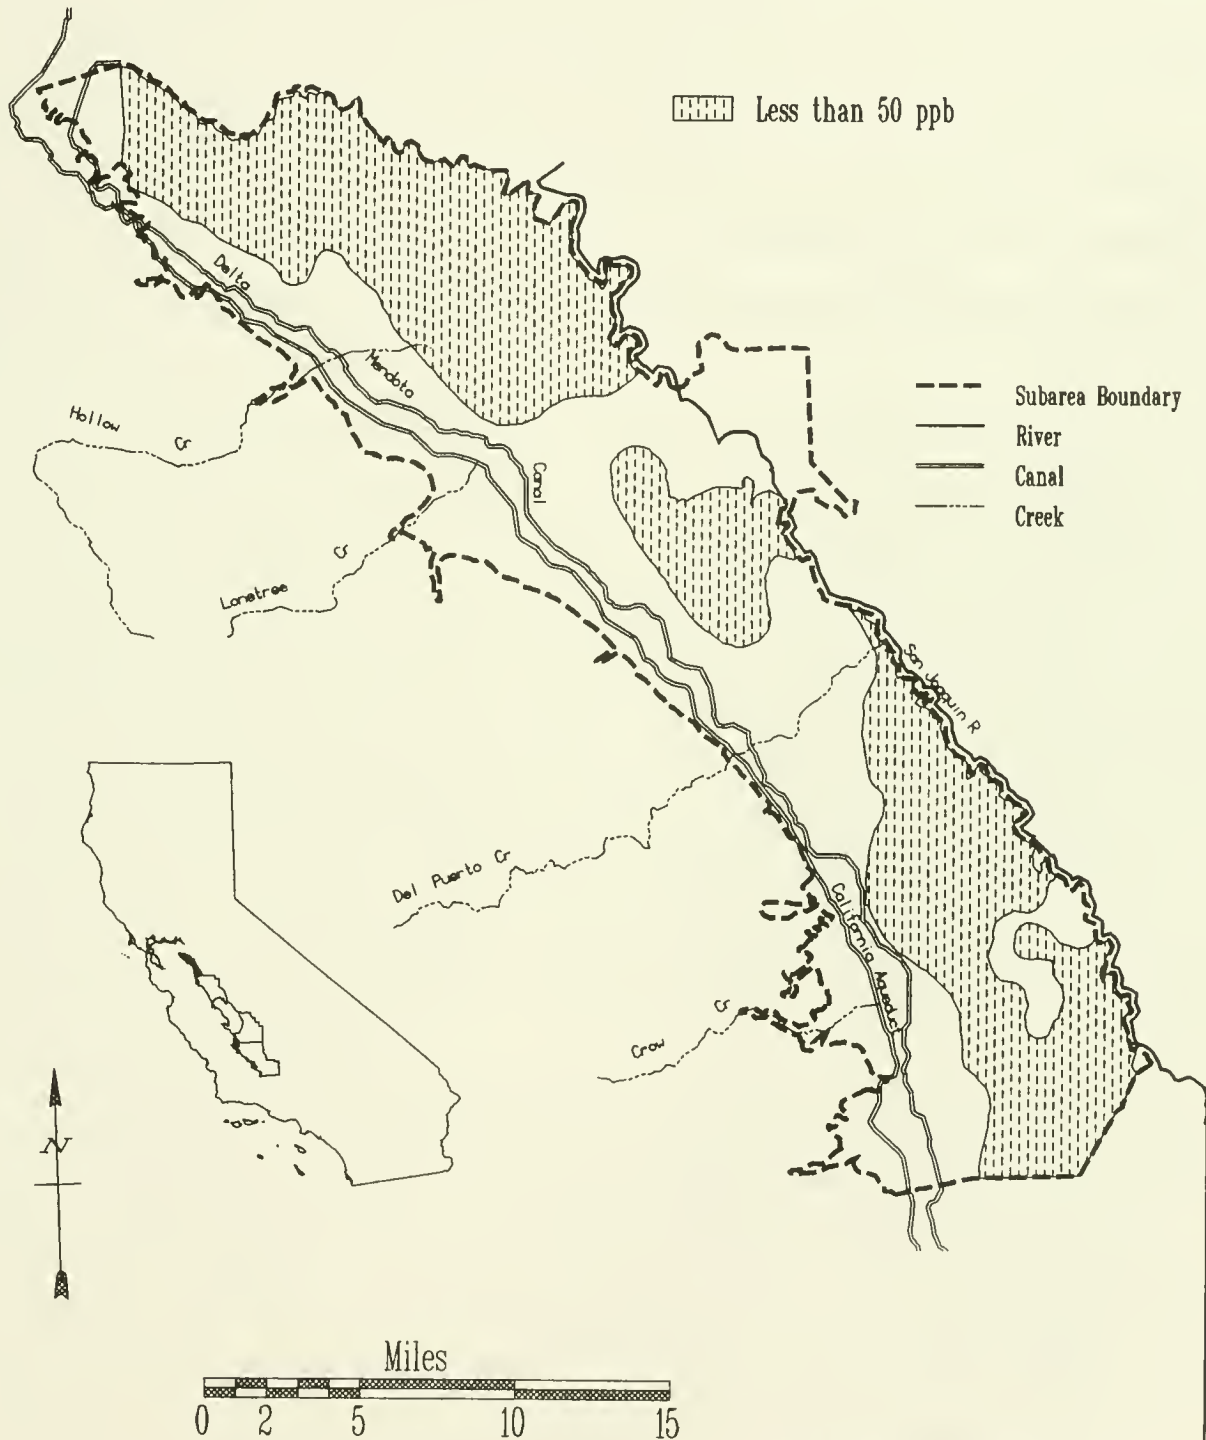 Less than 50 ppb
Delta
Mendota
Canal
Subarea Boundary
River
Canal
Creek
Hollow Cr
Lonetree Cr
San Joaquin R
Del Puerto Cr
California Aqueduct
Crow Cr
N
Miles
0 2 5 10 15